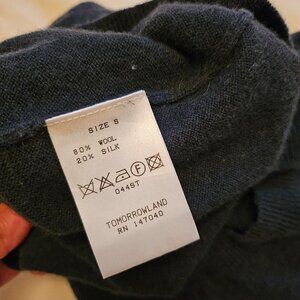 SIZE S
80% WOOL
20% SILK
044ST
TOMORROWLAND
RN 147040